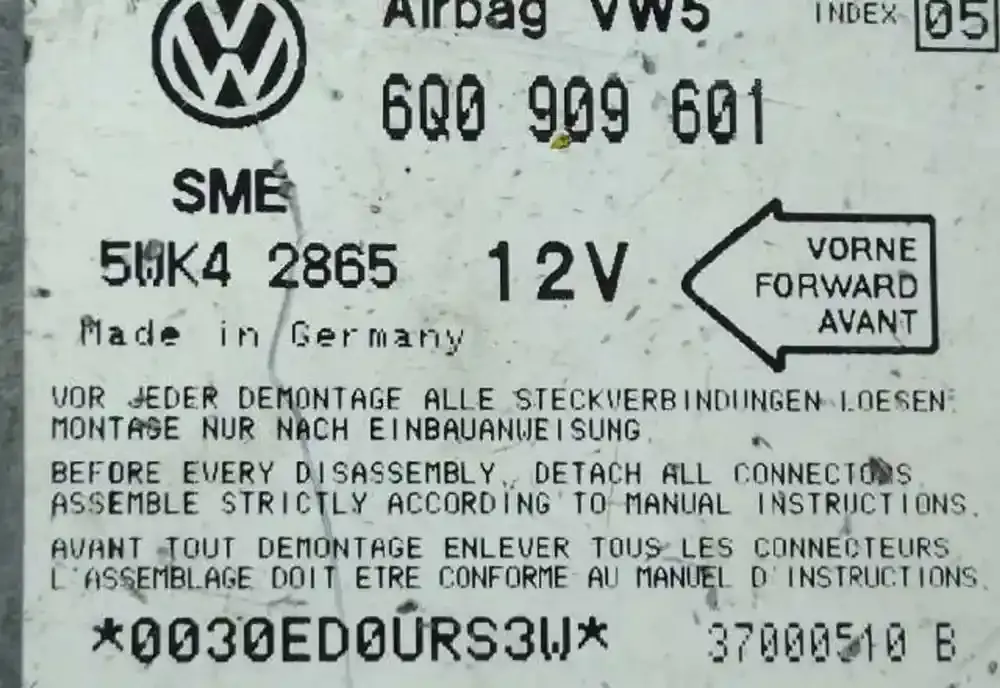 Airbag VW5 INDEX 05
6Q0 909 601
SME
5WK4 2865 12V
VORNE
FORWARD
AVANT
Made in Germany
VOR JEDER DEMONTAGE ALLE STECKVERBINDUNGEN LOESEN.
MONTAGE NUR NACH EINBAUANWEISUNG.
BEFORE EVERY DISASSEMBLY, DETACH ALL CONNECTORS.
ASSEMBLE STRICTLY ACCORDING TO MANUAL INSTRUCTIONS.
AVANT TOUT DEMONTAGE ENLEVER TOUS LES CONNECTEURS
L'ASSEMBLAGE DOIT ETRE CONFORME AU MANUEL D'INSTRUCTIONS.
*0030ED0URS3W* 37000510 B